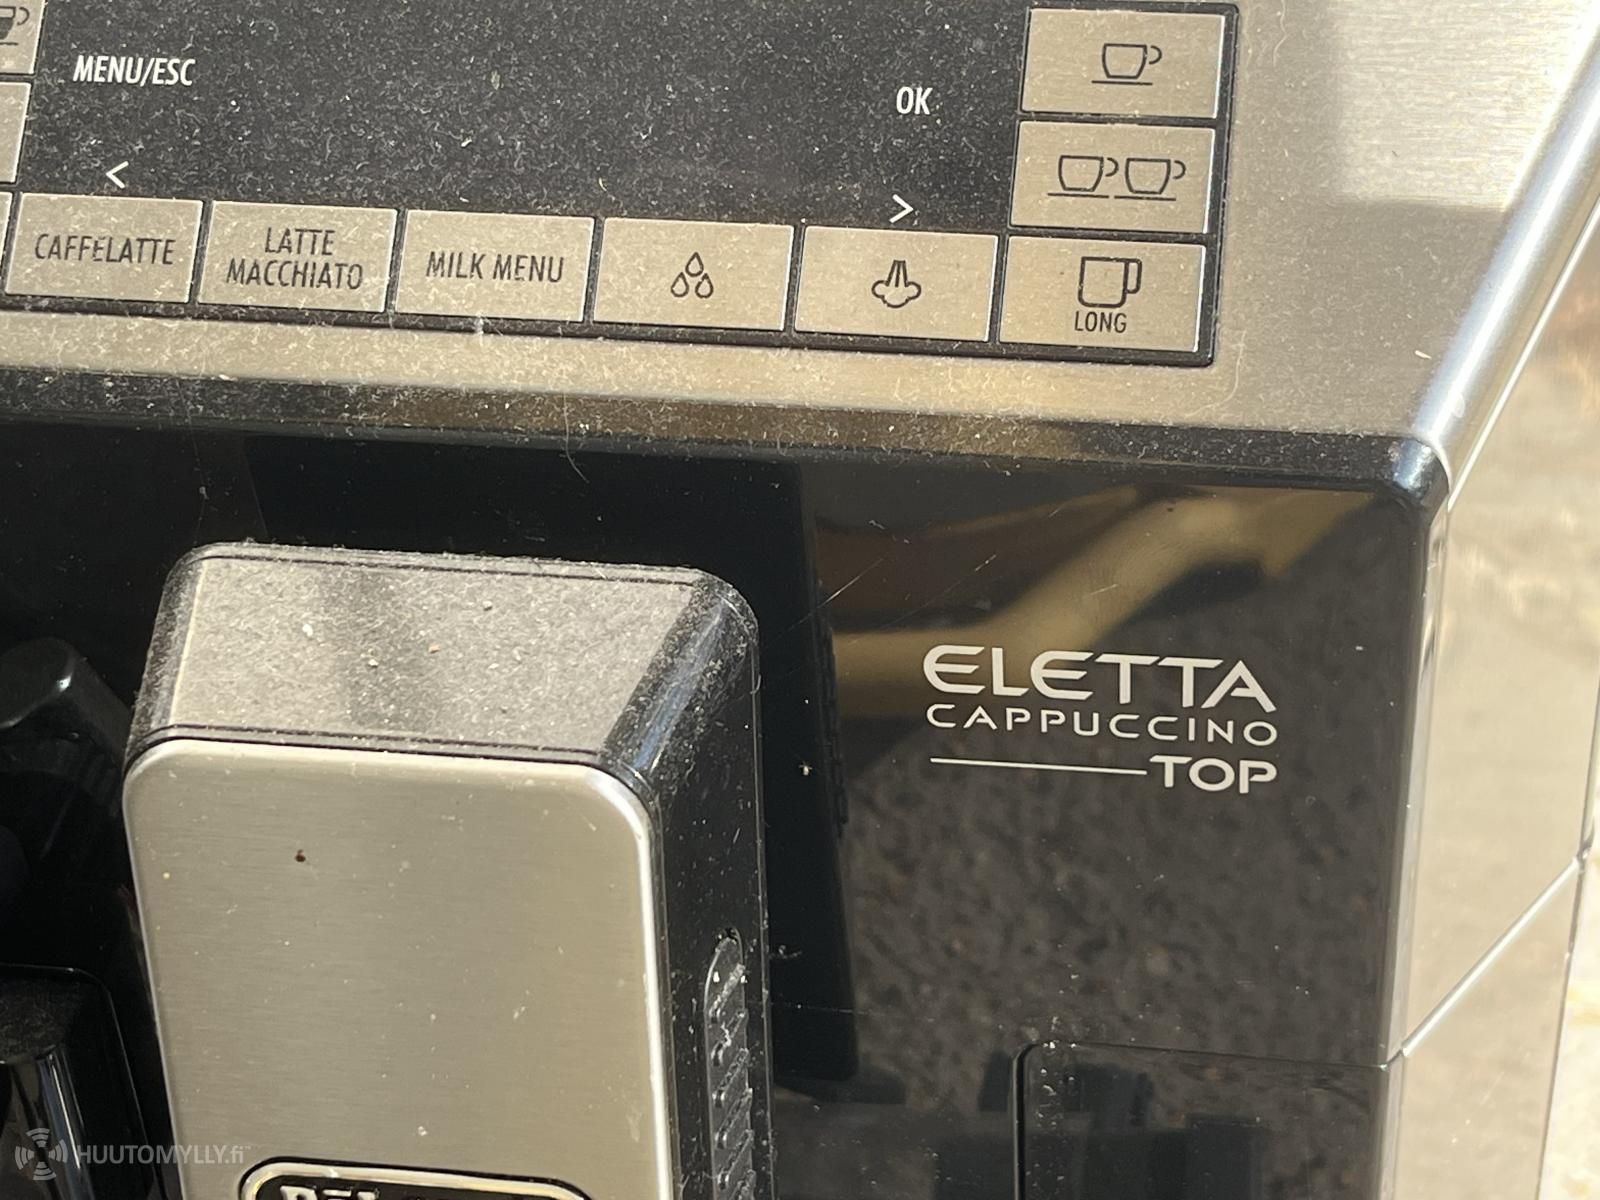 MENU/ESC
OK
<
>
CAFFELATTE
LATTE
MACCHIATO
MILK MENU
LONG
ELETTA
CAPPUCCINO
TOP
HUUTOMYLLY.fi